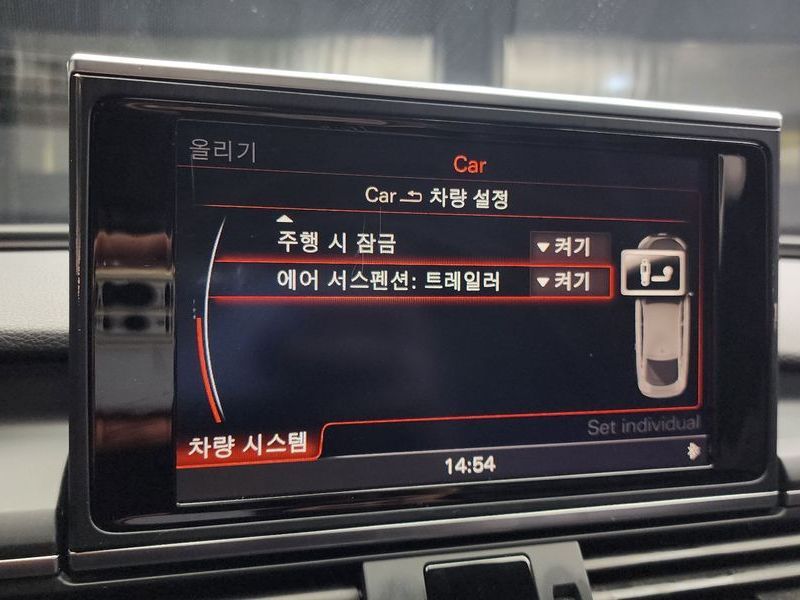 올리기
Car
Car ⮌ 차량 설정
주행 시 잠금 ▼켜기
에어 서스펜션: 트레일러 ▼켜기
Set individual
차량 시스템
14:54